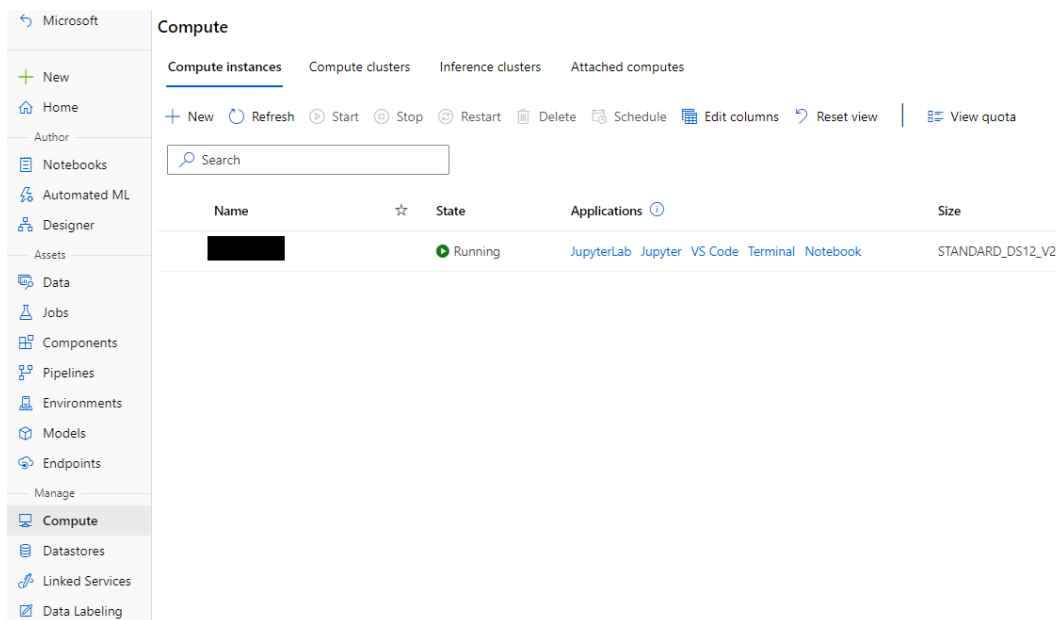 Microsoft
New
Home
Author
Notebooks
Automated ML
Designer
Assets
Data
Jobs
Components
Pipelines
Environments
Models
Endpoints
Manage
Compute
Datastores
Linked Services
Data Labeling
Compute
Compute instances Compute clusters Inference clusters Attached computes
New Refresh Start Stop Restart Delete Schedule Edit columns Reset view View quota
Search
Name State Applications Size
Running JupyterLab Jupyter VS Code Terminal Notebook STANDARD_DS12_V2